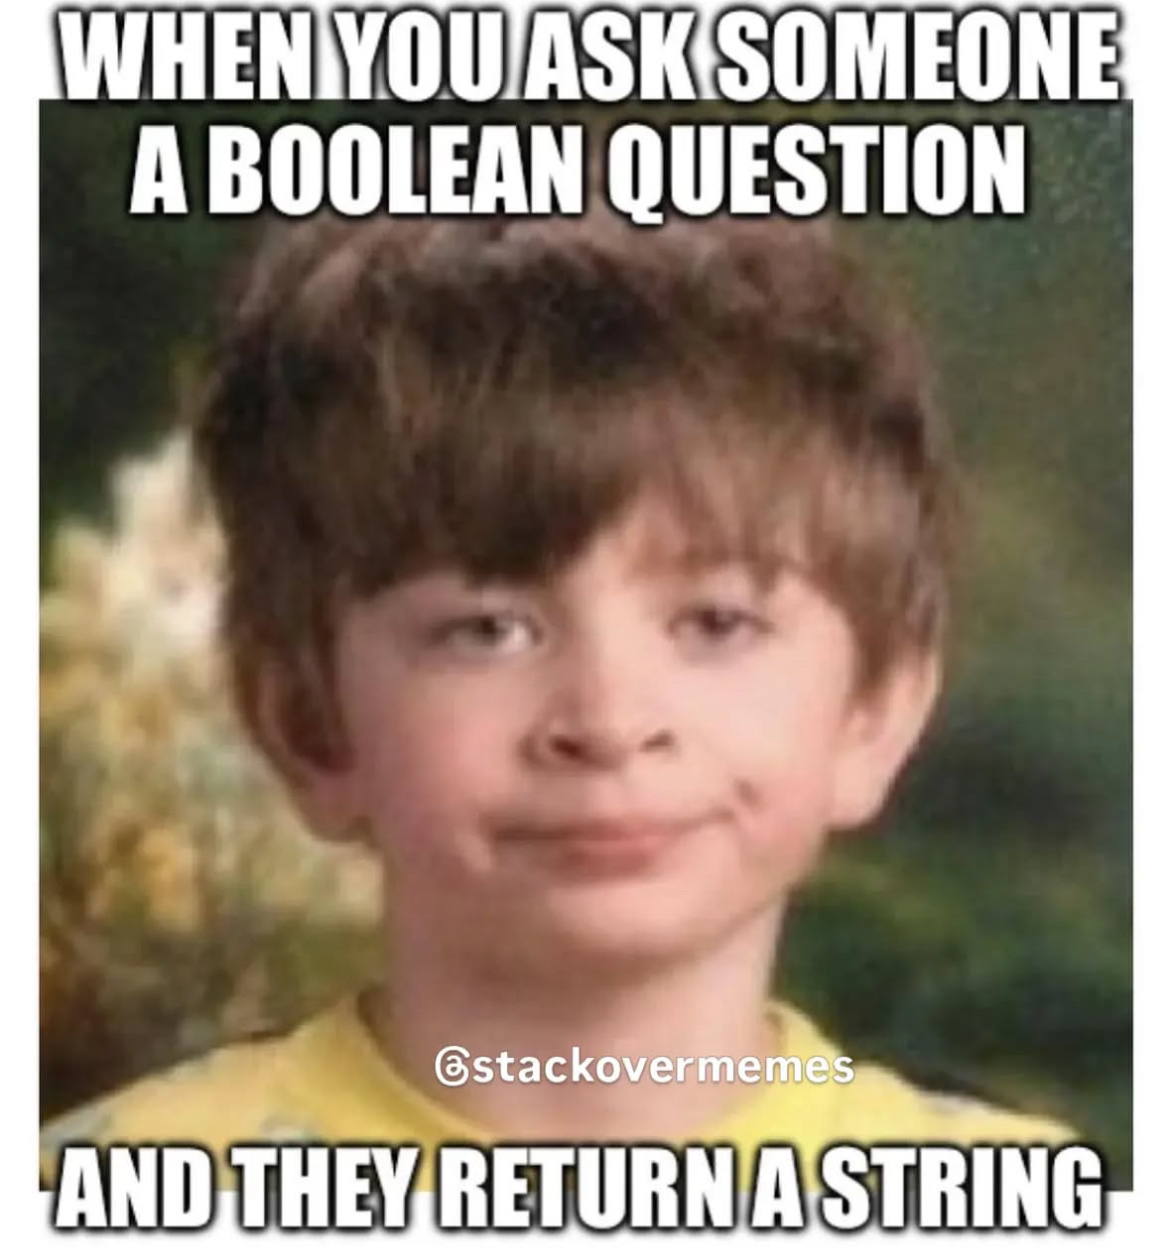 WHEN YOU ASK SOMEONE
A BOOLEAN QUESTION
@stackovermemes
AND THEY RETURN A STRING